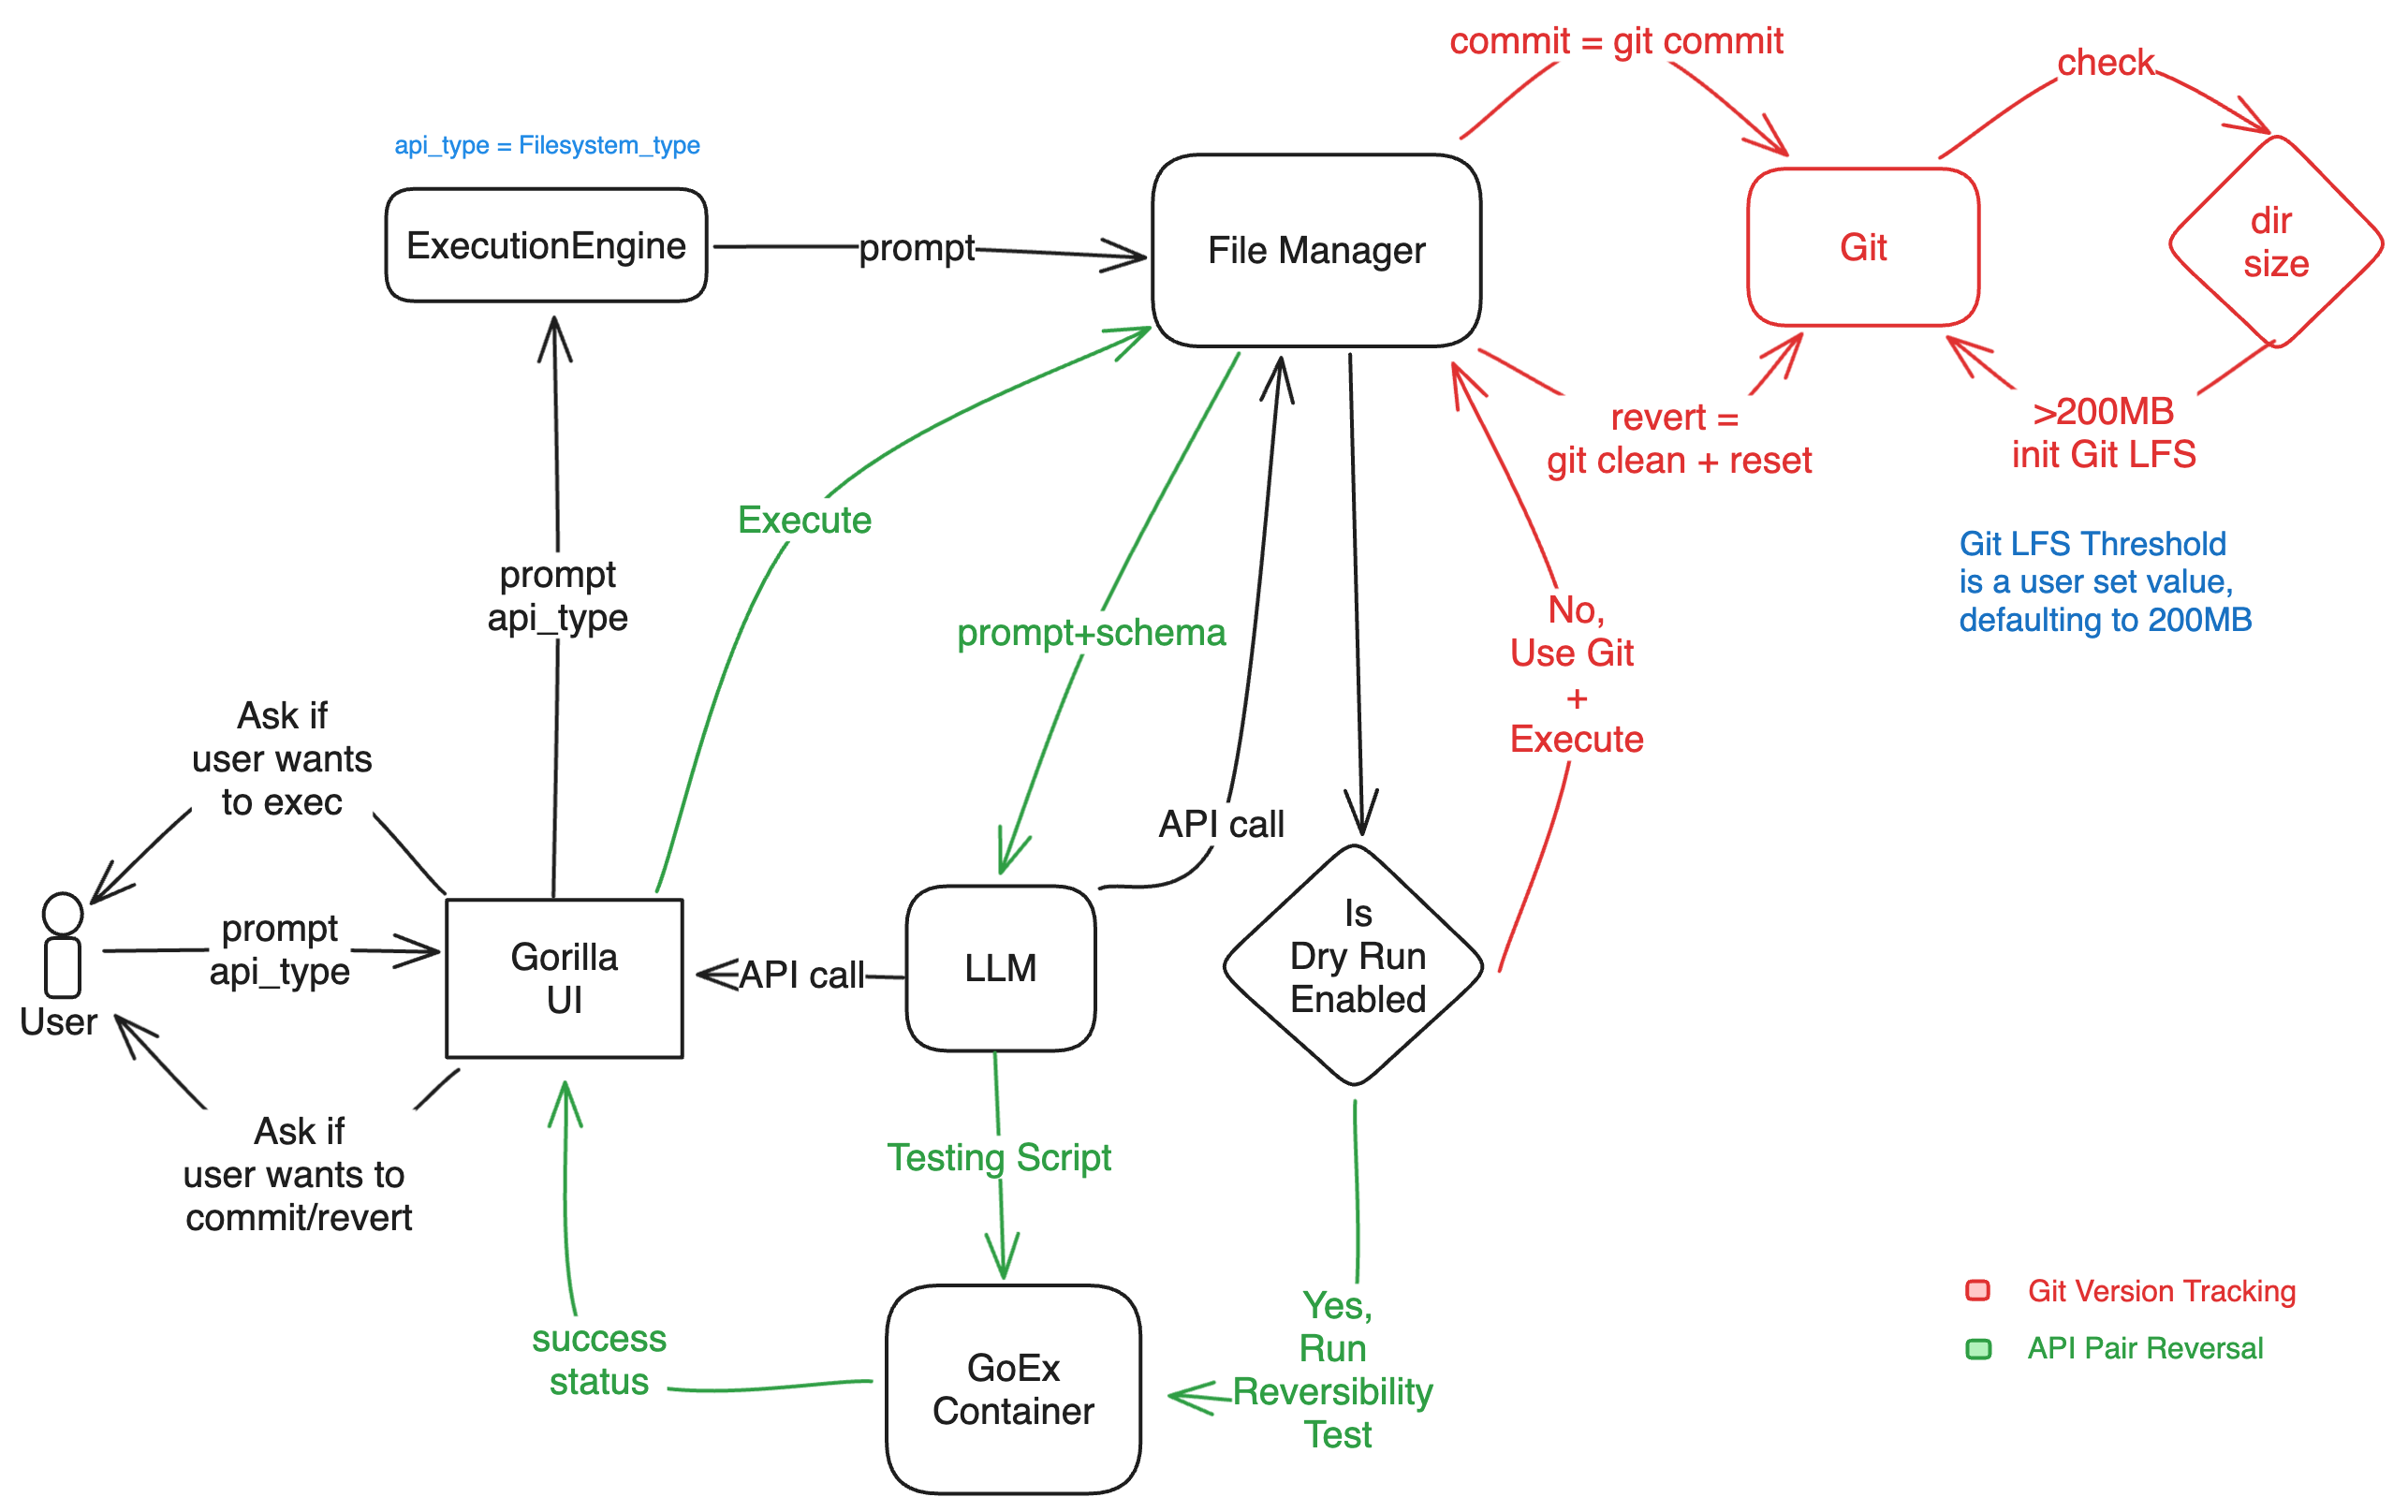 commit = git commit
check
api_type = Filesystem_type
ExecutionEngine
prompt
File Manager
Git
dir
size
revert =
git clean + reset
>200MB
init Git LFS
Execute
prompt
api_type
prompt+schema
No,
Use Git
+
Execute
Git LFS Threshold
is a user set value,
defaulting to 200MB
Ask if
user wants
to exec
API call
prompt
api_type
User
Gorilla
UI
API call
LLM
Is
Dry Run
Enabled
Ask if
user wants to
commit/revert
Testing Script
success
status
GoEx
Container
Yes,
Run
Reversibility
Test
Git Version Tracking
API Pair Reversal